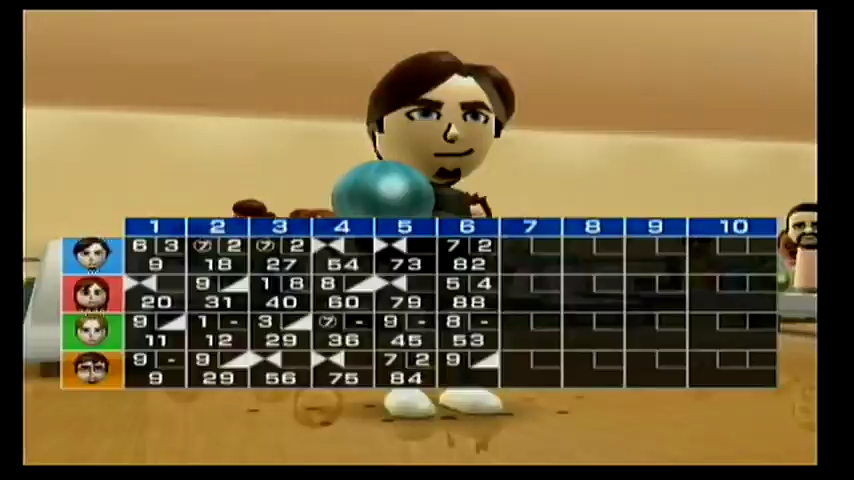 1 2 3 4 5 6 7 8 9 10
6 3 ⑦ 2 ⑦ 2 7 2
9 18 27 54 73 82
9 1 8 8 5 4
20 31 40 60 79 88
9 1 - 3 ⑦ - 9 - 8 -
11 12 29 36 45 53
9 - 9 7 2 9
9 29 56 75 84